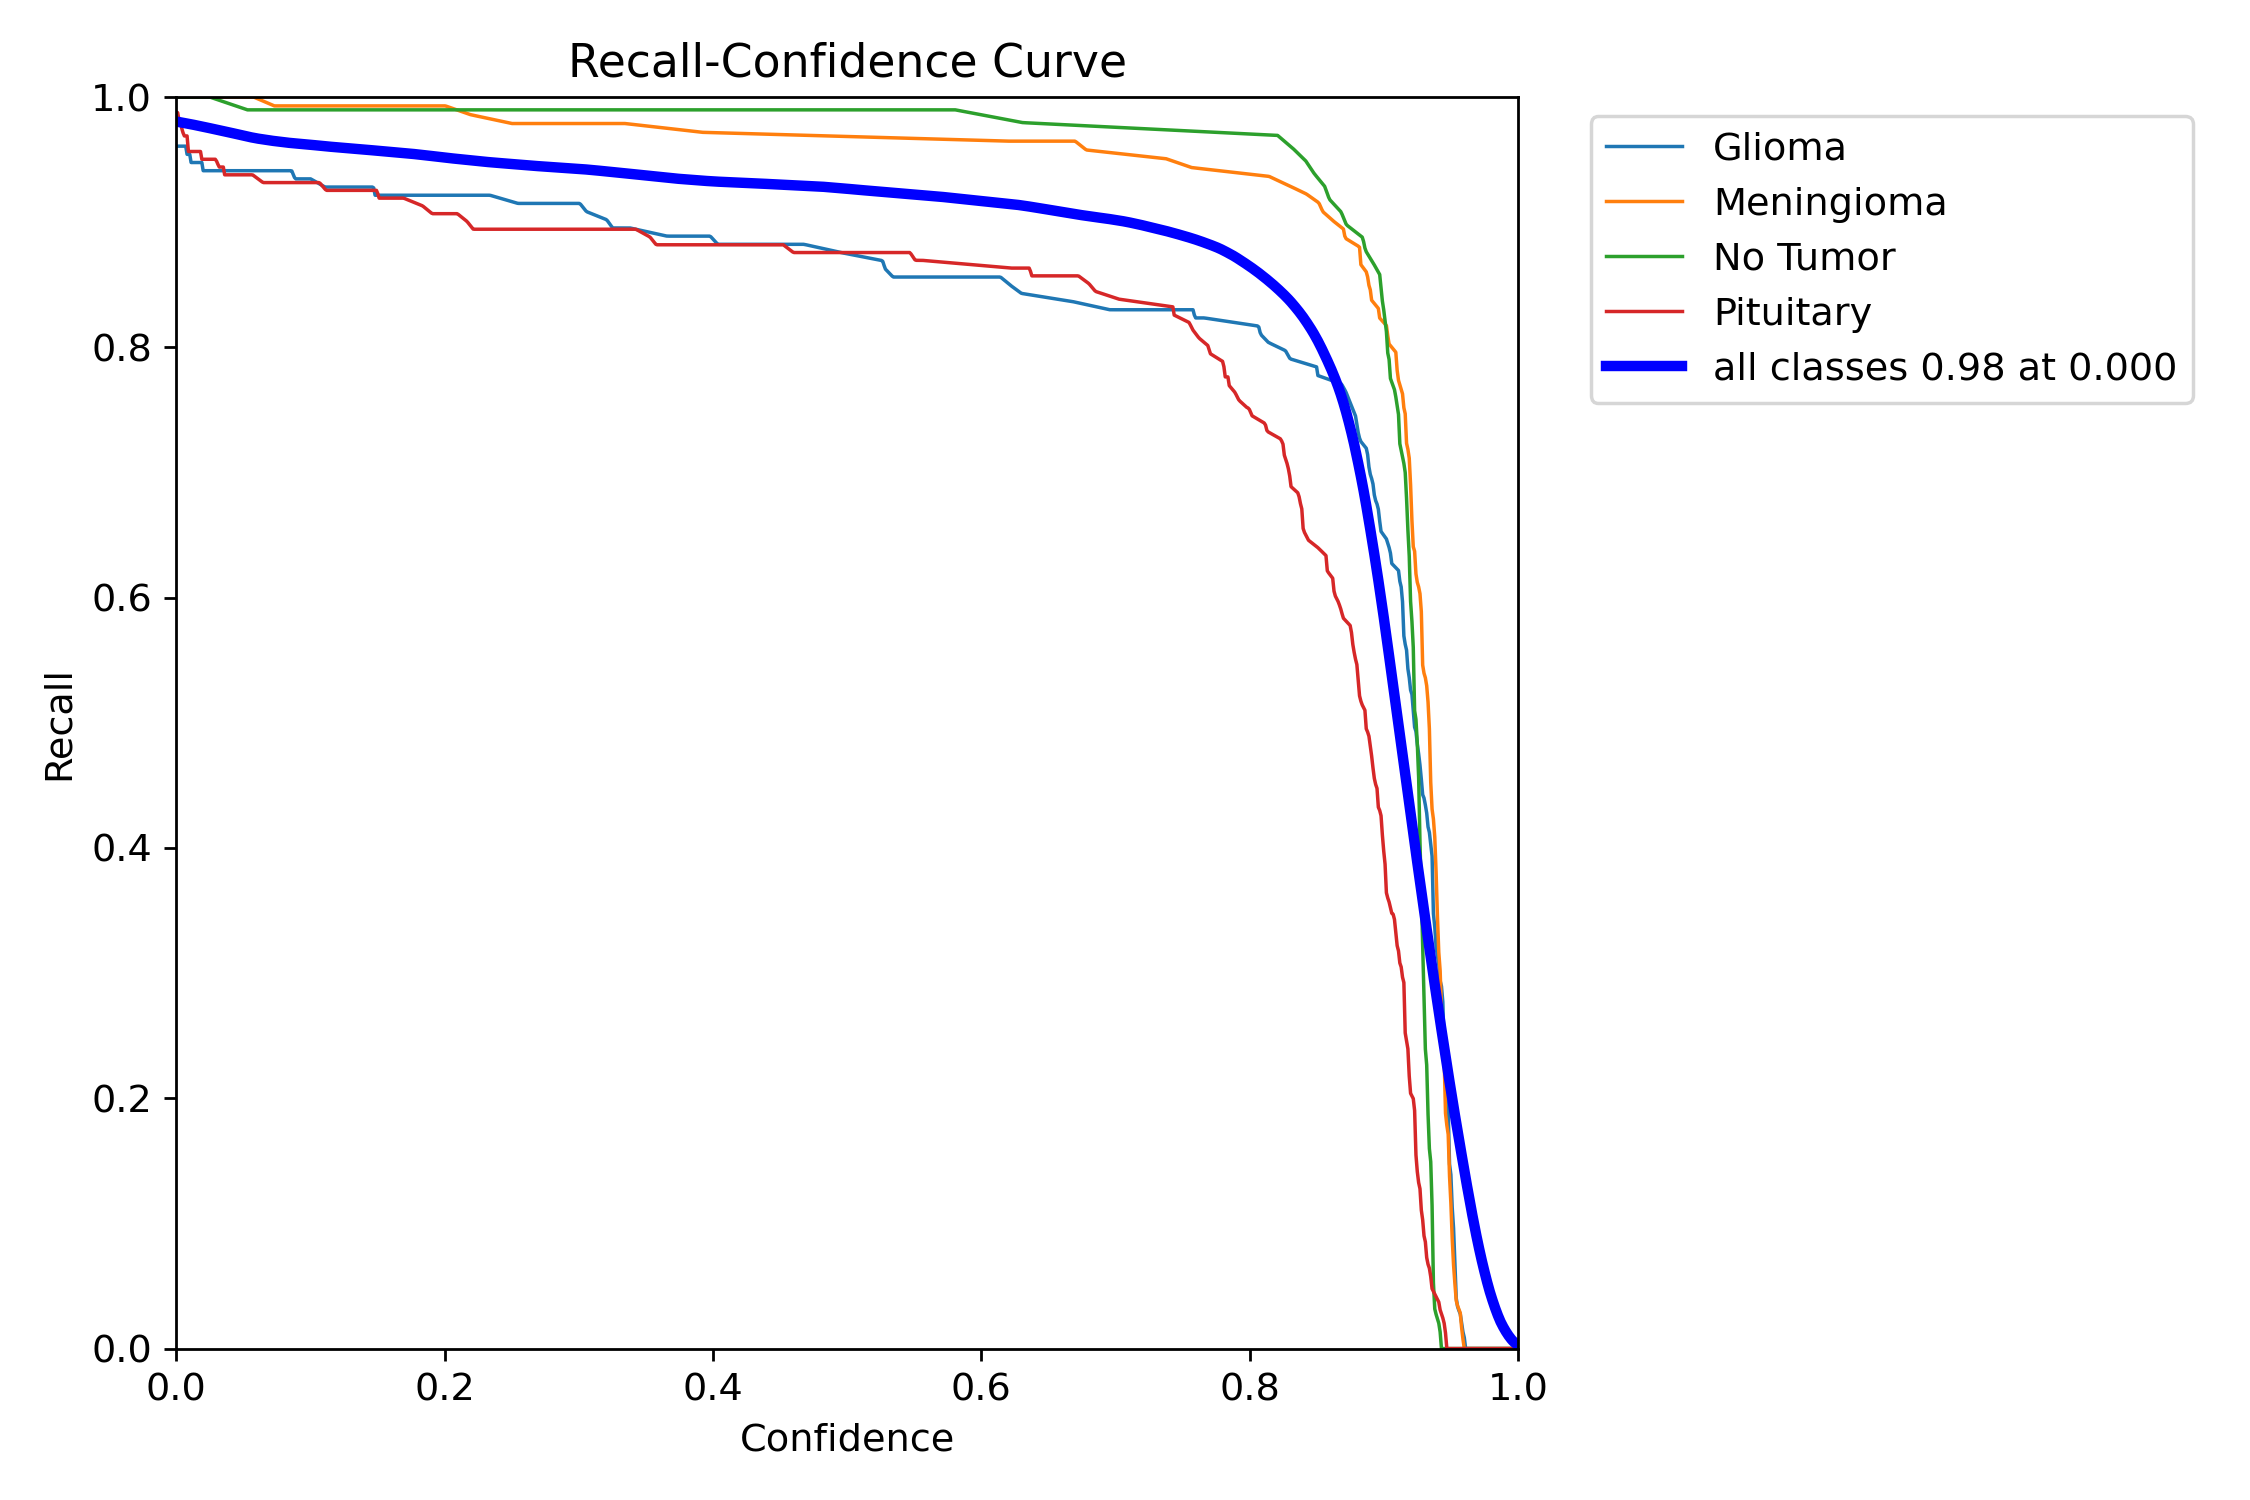 Recall-Confidence Curve
1.0
0.8
0.6
0.4
0.2
0.0
Recall
0.0 0.2 0.4 0.6 0.8 1.0
Confidence
Glioma
Meningioma
No Tumor
Pituitary
all classes 0.98 at 0.000